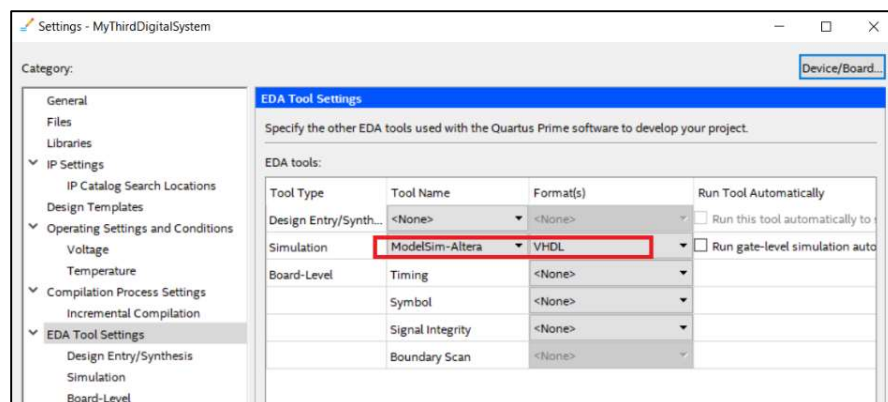 Settings - MyThirdDigitalSystem
Category:
Device/Board...
General
Files
Libraries
IP Settings
IP Catalog Search Locations
Design Templates
Operating Settings and Conditions
Voltage
Temperature
Compilation Process Settings
Incremental Compilation
EDA Tool Settings
Design Entry/Synthesis
Simulation
Board-Level
EDA Tool Settings
Specify the other EDA tools used with the Quartus Prime software to develop your project.
EDA tools:
Tool Type Tool Name Format(s) Run Tool Automatically
Design Entry/Synth... <None> <None> Run this tool automatically to
Simulation ModelSim-Altera VHDL Run gate-level simulation auto
Board-Level Timing <None>
Symbol <None>
Signal Integrity <None>
Boundary Scan <None>